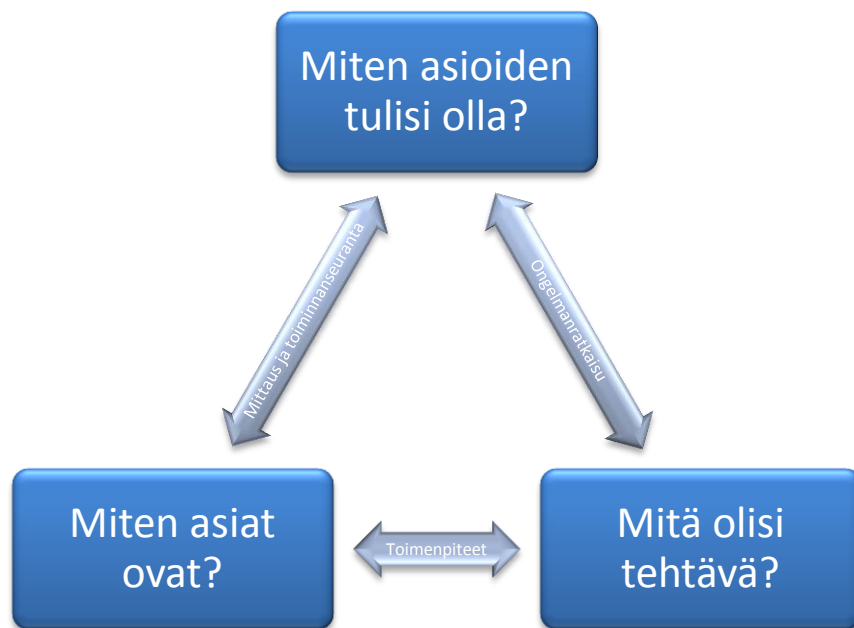 Miten asioiden
tulisi olla?
Mittaus ja toiminnanseuranta
Ongelmanratkaisu
Miten asiat
ovat?
Toimenpiteet
Mitä olisi
tehtävä?